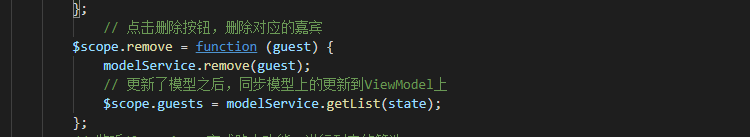 };
// 点击删除按钮，删除对应的嘉宾
$scope.remove = function (guest) {
modelService.remove(guest);
// 更新了模型之后，同步模型上的更新到ViewModel上
$scope.guests = modelService.getList(state);
};